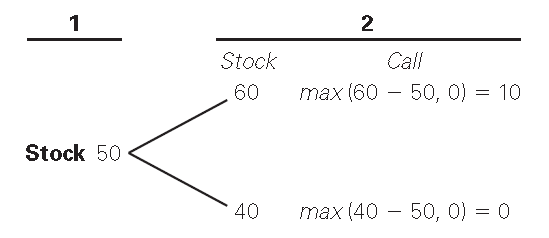 1 2
Stock Call
60 max (60 – 50, 0) = 10
Stock 50
40 max (40 – 50, 0) = 0